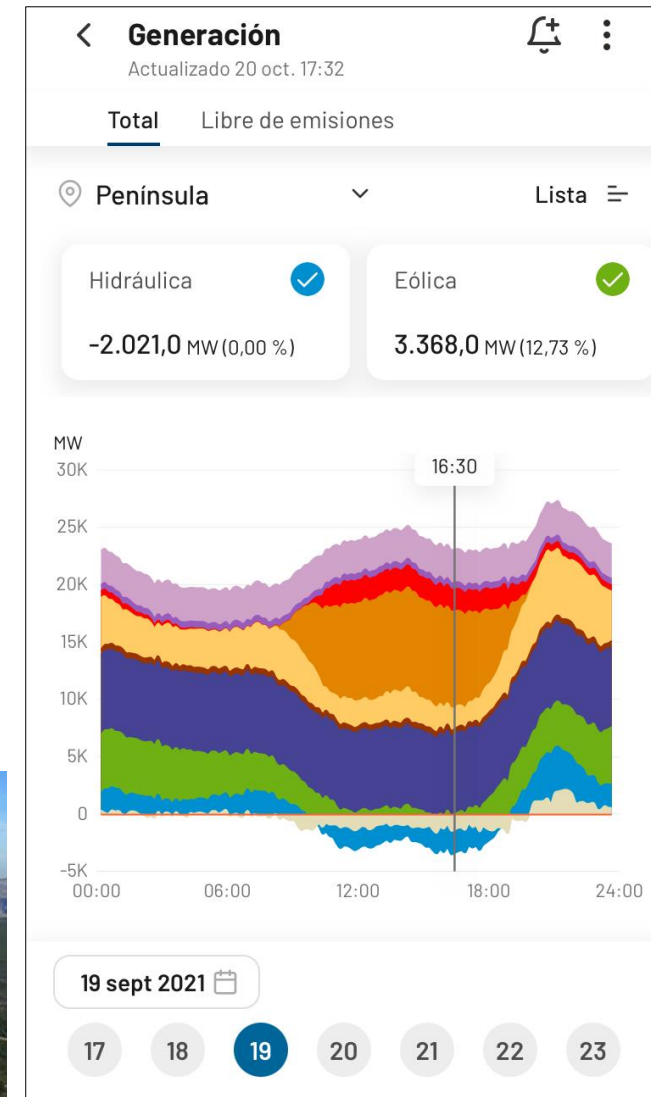 Generación
Actualizado 20 oct. 17:32
Total Libre de emisiones
Península Lista
Hidráulica Eólica
-2.021,0 MW (0,00 %) 3.368,0 MW (12,73 %)
MW
16:30
30K
25K
20K
15K
10K
5K
0
-5K
00:00 06:00 12:00 18:00 24:00
19 sept 2021
17 18 19 20 21 22 23